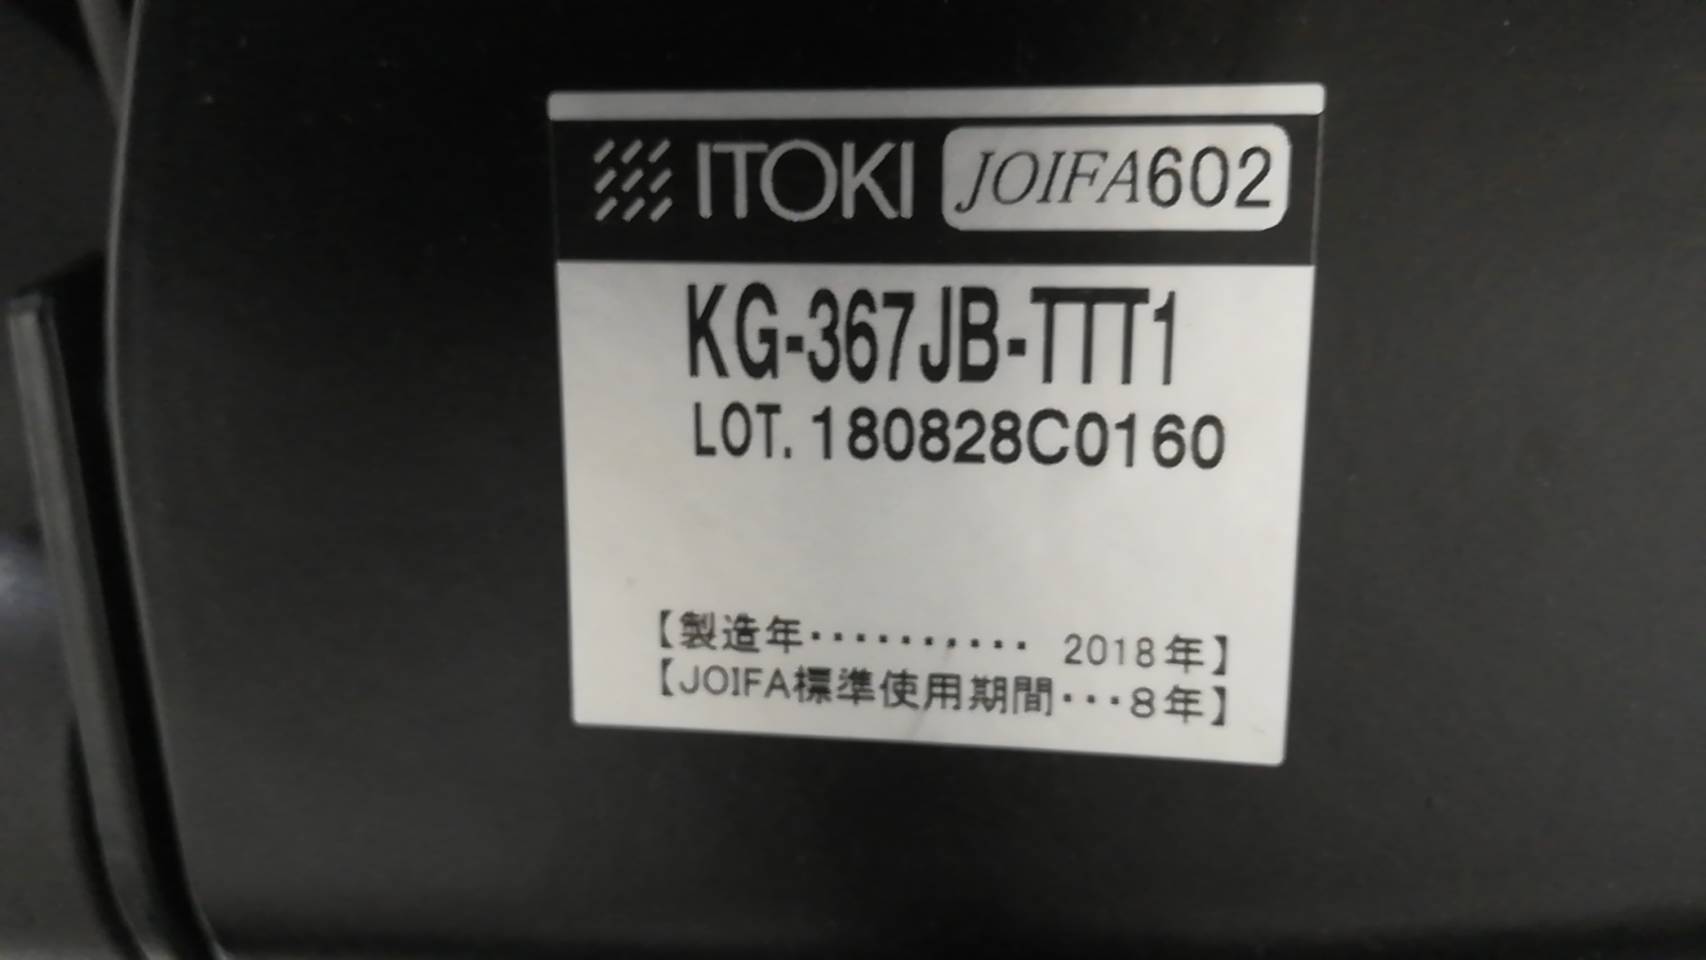 ITOKI JOIFA602
KG-367JB-TTT1
LOT. 180828C0160
【製造年・・・・・・・・・・ 2018年】
【JOIFA標準使用期間・・・8年】